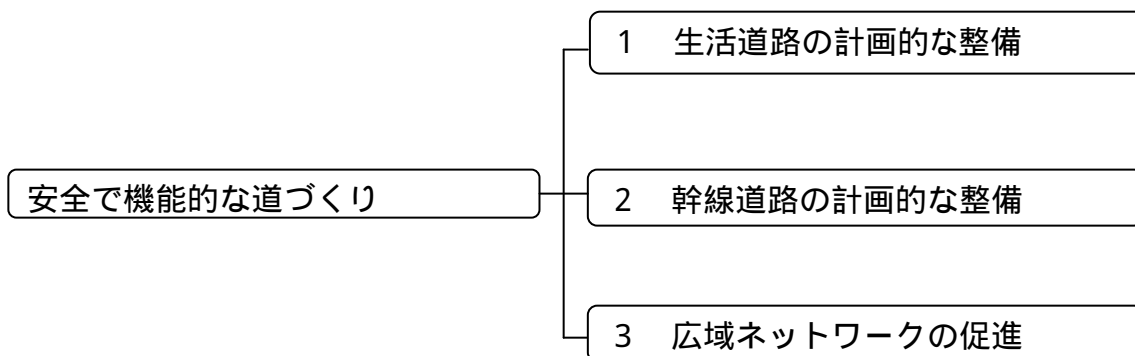 安全で機能的な道づくり
1 生活道路の計画的な整備
2 幹線道路の計画的な整備
3 広域ネットワークの促進